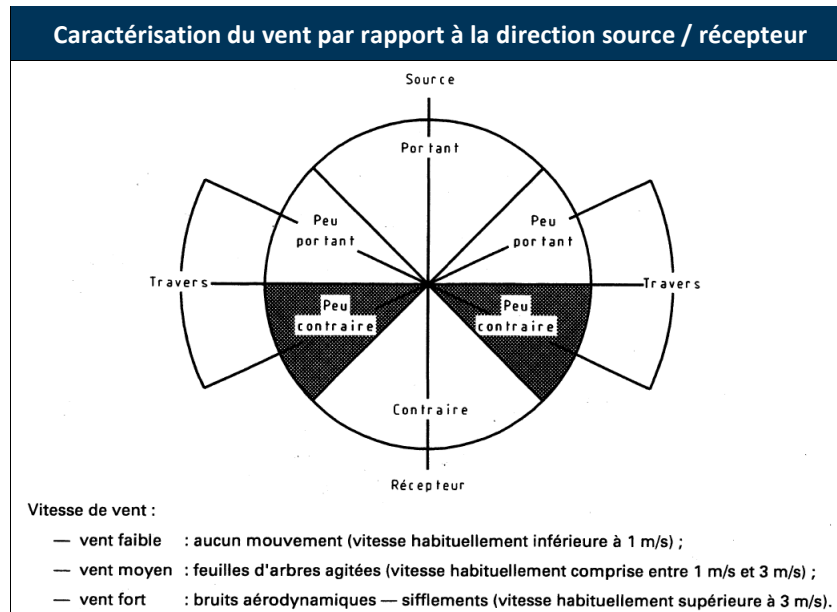 Caractérisation du vent par rapport à la direction source / récepteur
Source
Portant
Peu
portant
Peu
portant
Travers
Travers
Peu
contraire
Peu
contraire
Contraire
Récepteur
Vitesse de vent :
— vent faible : aucun mouvement (vitesse habituellement inférieure à 1 m/s) ;
— vent moyen : feuilles d'arbres agitées (vitesse habituellement comprise entre 1 m/s et 3 m/s) ;
— vent fort : bruits aérodynamiques — sifflements (vitesse habituellement supérieure à 3 m/s).